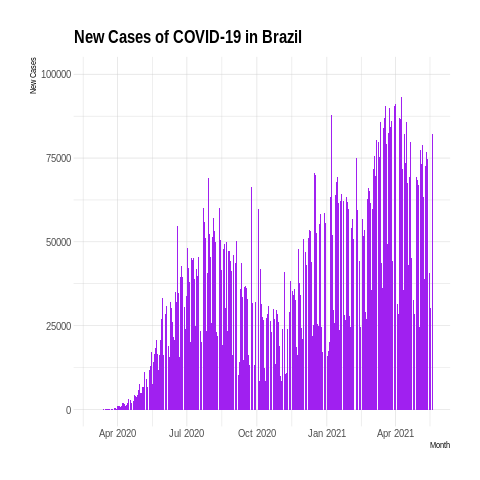 New Cases of COVID-19 in Brazil
New Cases
100000
75000
50000
25000
0
Apr 2020 Jul 2020 Oct 2020 Jan 2021 Apr 2021
Month